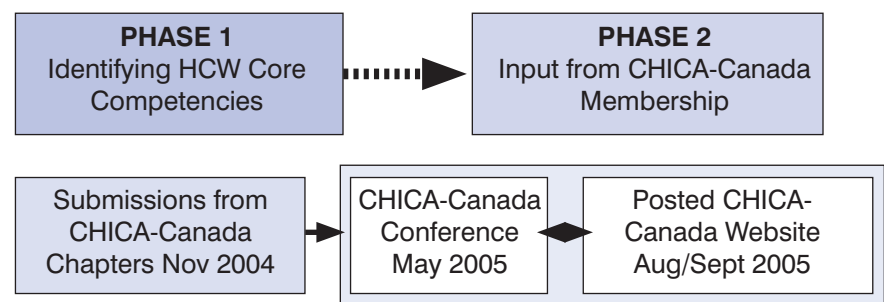 PHASE 1
Identifying HCW Core
Competencies
PHASE 2
Input from CHICA-Canada
Membership
Submissions from
CHICA-Canada
Chapters Nov 2004
CHICA-Canada
Conference
May 2005
Posted CHICA-
Canada Website
Aug/Sept 2005